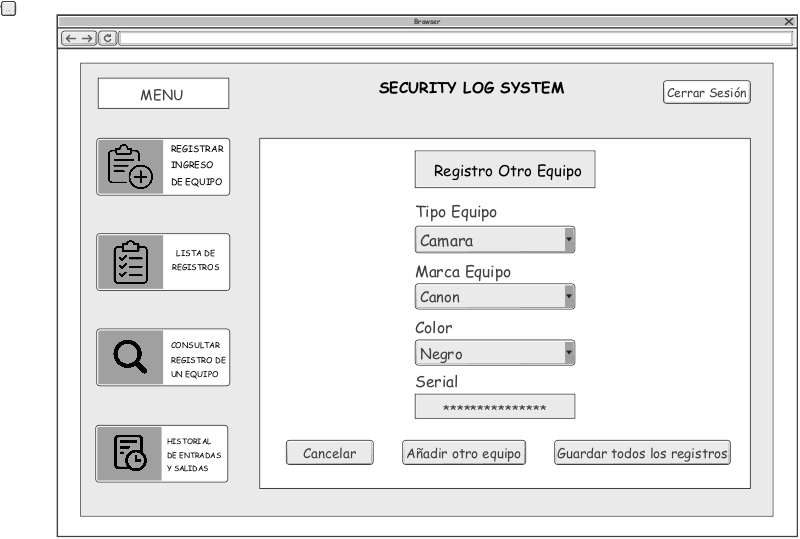 Browser
MENU
SECURITY LOG SYSTEM
Cerrar Sesión
REGISTRAR
INGRESO
DE EQUIPO
LISTA DE
REGISTROS
CONSULTAR
REGISTRO DE
UN EQUIPO
HISTORIAL
DE ENTRADAS
Y SALIDAS
Registro Otro Equipo
Tipo Equipo
Camara
Marca Equipo
Canon
Color
Negro
Serial
***************
Cancelar
Añadir otro equipo
Guardar todos los registros